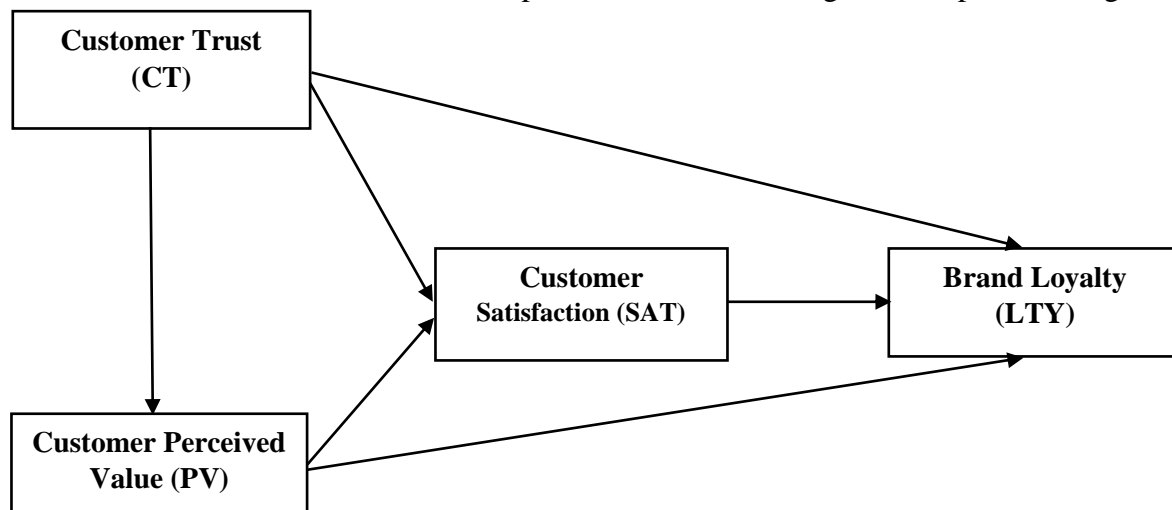 Customer Trust
(CT)
Customer
Satisfaction (SAT)
Brand Loyalty
(LTY)
Customer Perceived
Value (PV)